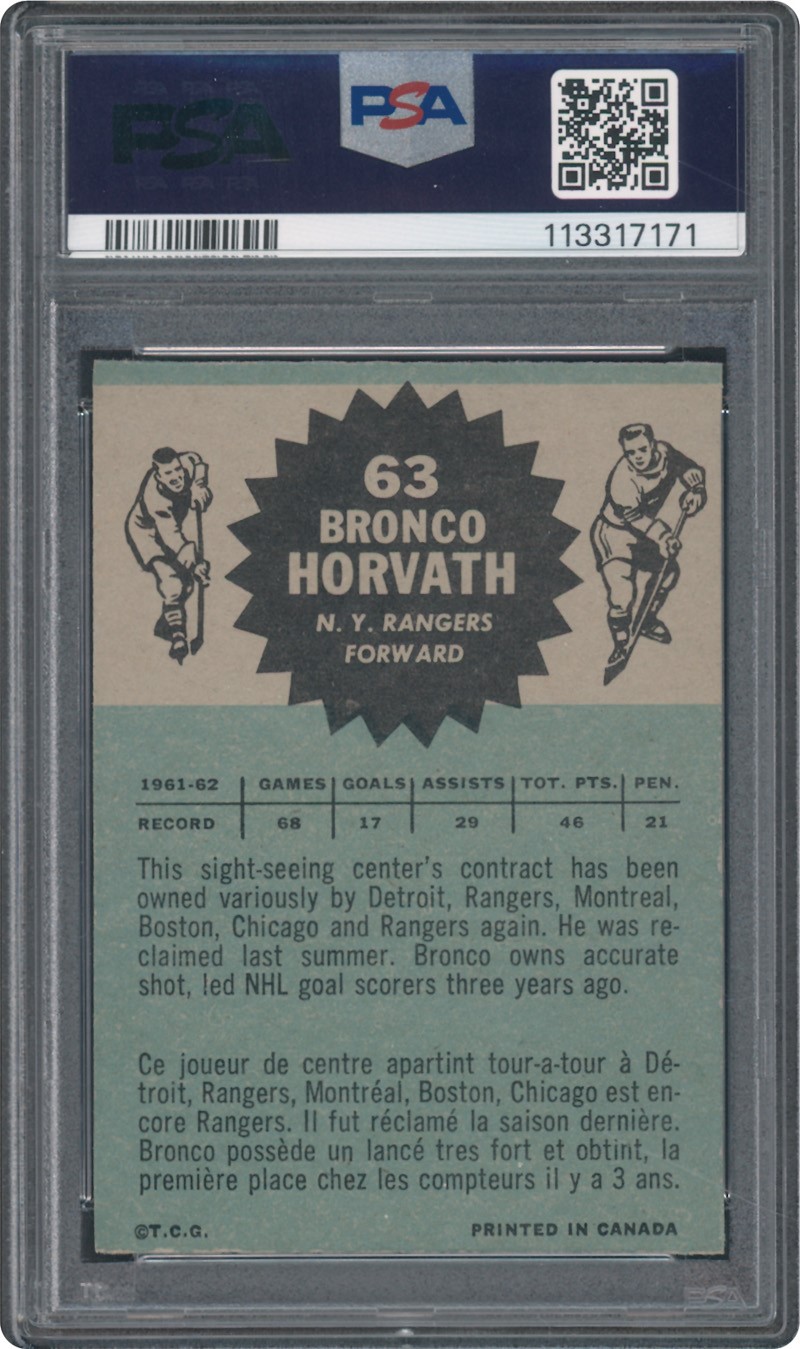 PSA
PSA
113317171
63
BRONCO
HORVATH
N. Y. RANGERS
FORWARD
1961-62 GAMES GOALS ASSISTS TOT. PTS. PEN.
RECORD 68 17 29 46 21
This sight-seeing center's contract has been
owned variously by Detroit, Rangers, Montreal,
Boston, Chicago and Rangers again. He was re-
claimed last summer. Bronco owns accurate
shot, led NHL goal scorers three years ago.
Ce joueur de centre apartint tour-a-tour à Dé-
troit, Rangers, Montréal, Boston, Chicago est en-
core Rangers. Il fut réclamé la saison dernière.
Bronco possède un lancé tres fort et obtint, la
première place chez les compteurs il y a 3 ans.
©T.C.G. PRINTED IN CANADA
PSA